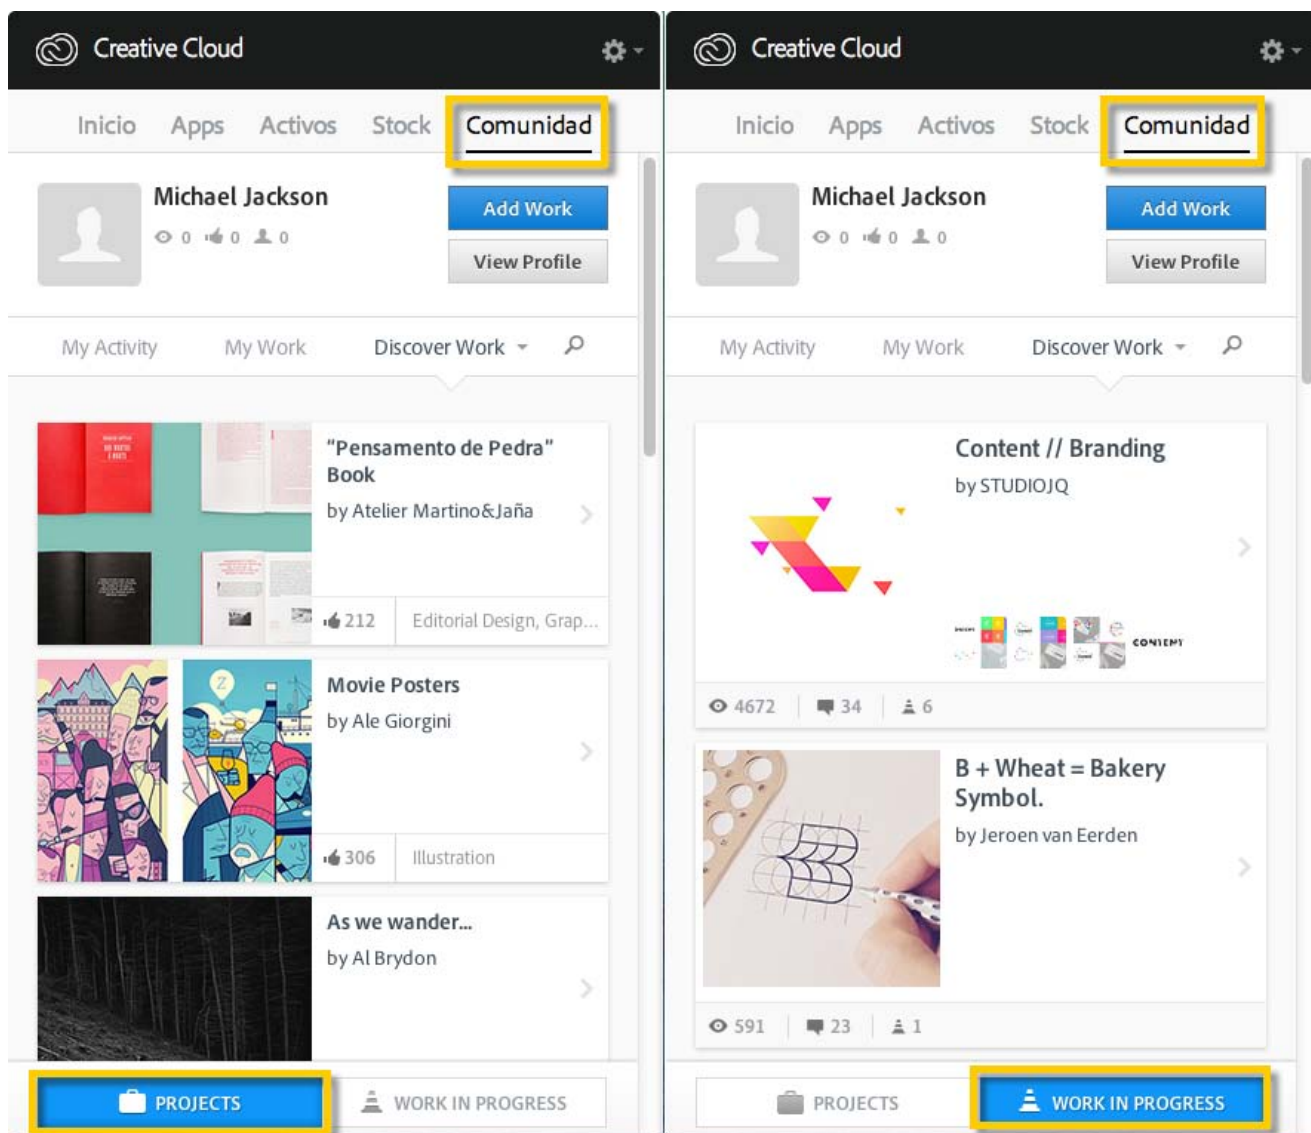 Creative Cloud
Inicio Apps Activos Stock Comunidad
Michael Jackson
0 0 0
Add Work
View Profile
My Activity My Work Discover Work
"Pensamento de Pedra"
Book
by Atelier Martino&Jaña
212 Editorial Design, Grap...
Movie Posters
by Ale Giorgini
Z
306 Illustration
As we wander...
by Al Brydon
PROJECTS WORK IN PROGRESS
Creative Cloud
Inicio Apps Activos Stock Comunidad
Michael Jackson
0 0 0
Add Work
View Profile
My Activity My Work Discover Work
Content // Branding
by STUDIOJQ
CONTENT
4672 34 6
B + Wheat = Bakery
Symbol.
by Jeroen van Eerden
591 23 1
PROJECTS WORK IN PROGRESS